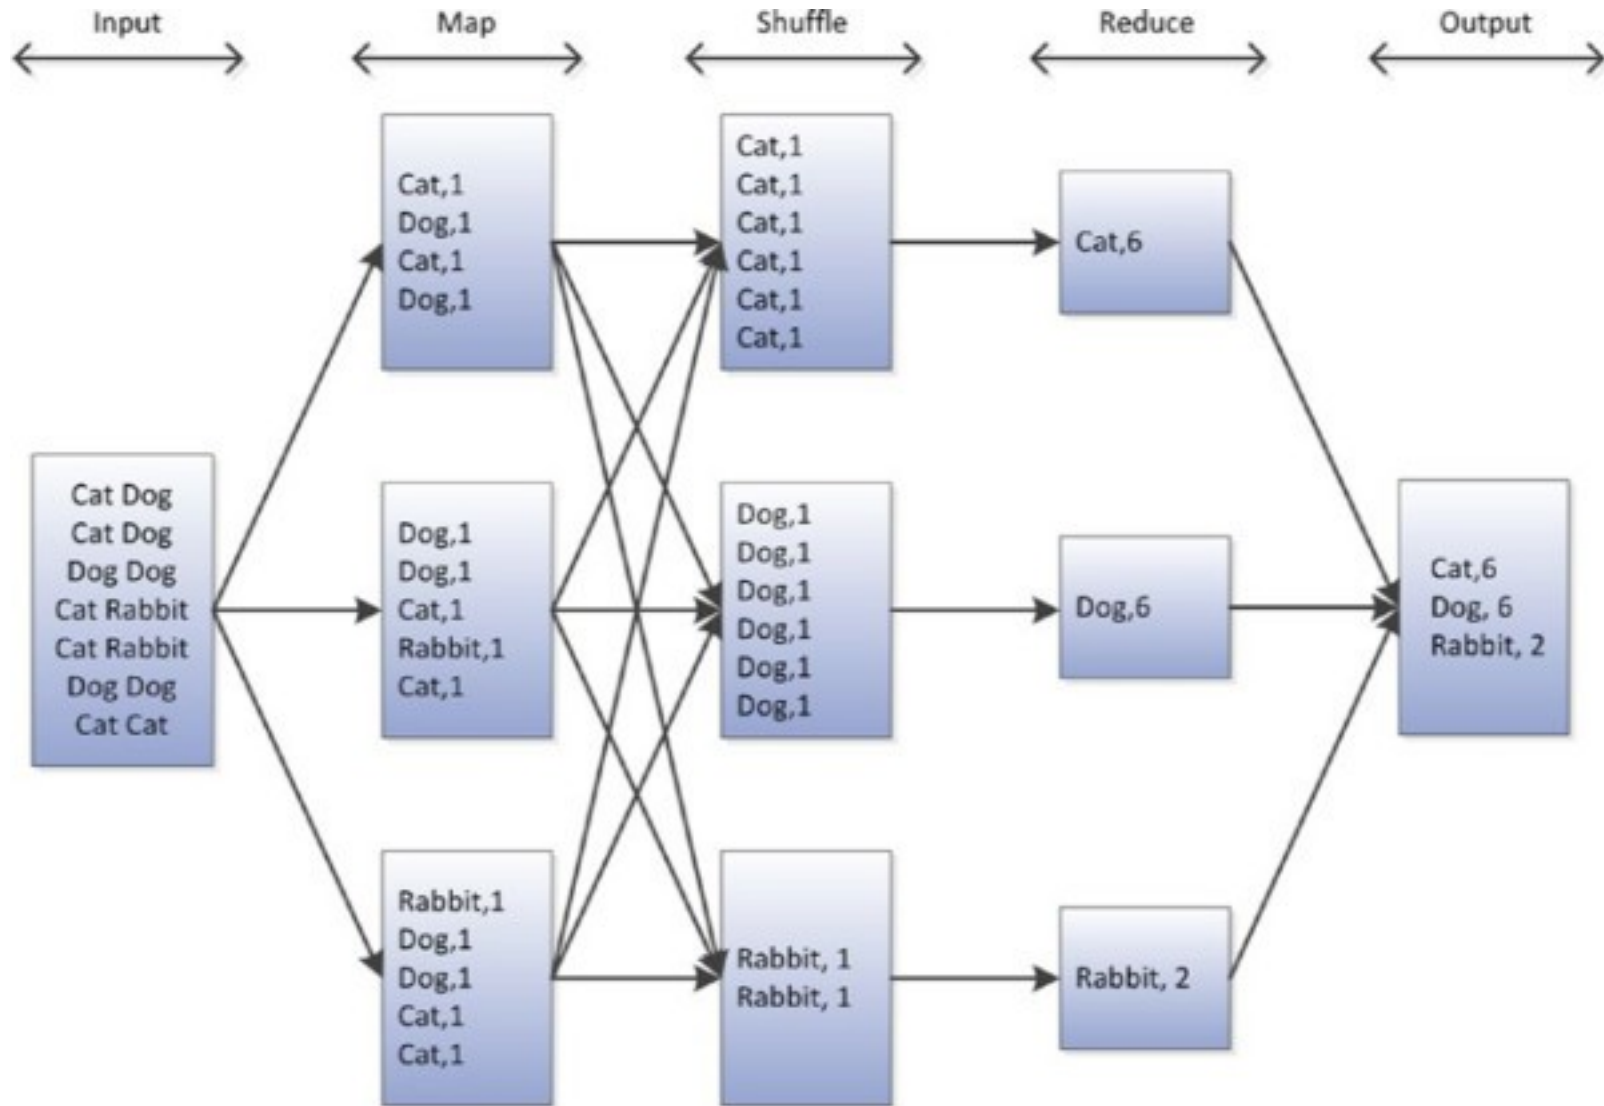 Input
Map
Shuffle
Reduce
Output
Cat Dog
Cat Dog
Dog Dog
Cat Rabbit
Cat Rabbit
Dog Dog
Cat Cat
Cat,1
Dog,1
Cat,1
Dog,1
Dog,1
Dog,1
Cat,1
Rabbit,1
Cat,1
Rabbit,1
Dog,1
Dog,1
Cat,1
Cat,1
Cat,1
Cat,1
Cat,1
Cat,1
Cat,1
Cat,1
Dog,1
Dog,1
Dog,1
Dog,1
Dog,1
Dog,1
Rabbit, 1
Rabbit, 1
Cat,6
Dog,6
Rabbit, 2
Cat,6
Dog, 6
Rabbit, 2